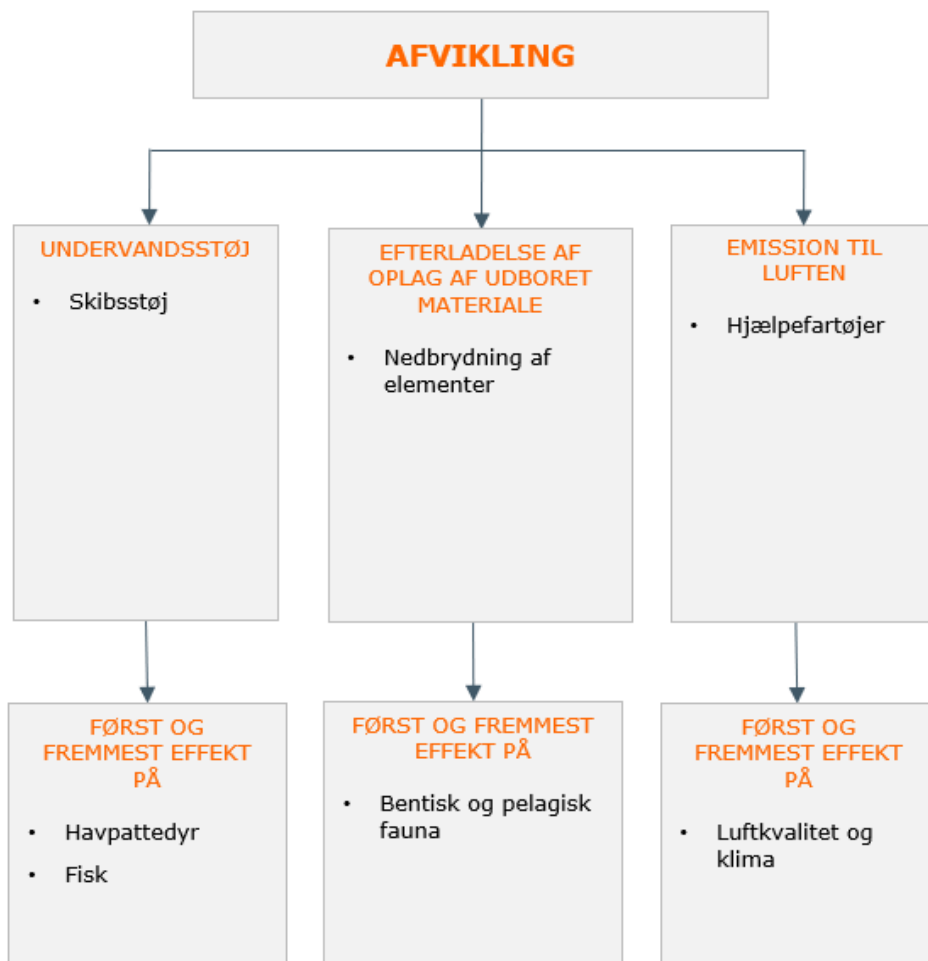 AFVIKLING
UNDERVANDSSTØJ
• Skibsstøj
EFTERLADELSE AF
OPLAG AF UDBORET
MATERIALE
• Nedbrydning af
elementer
EMISSION TIL
LUFTEN
• Hjælpefartøjer
FØRST OG
FREMMEST EFFEKT
PÅ
• Havpattedyr
• Fisk
FØRST OG FREMMEST
EFFEKT PÅ
• Bentisk og pelagisk
fauna
FØRST OG
FREMMEST EFFEKT
PÅ
• Luftkvalitet og
klima